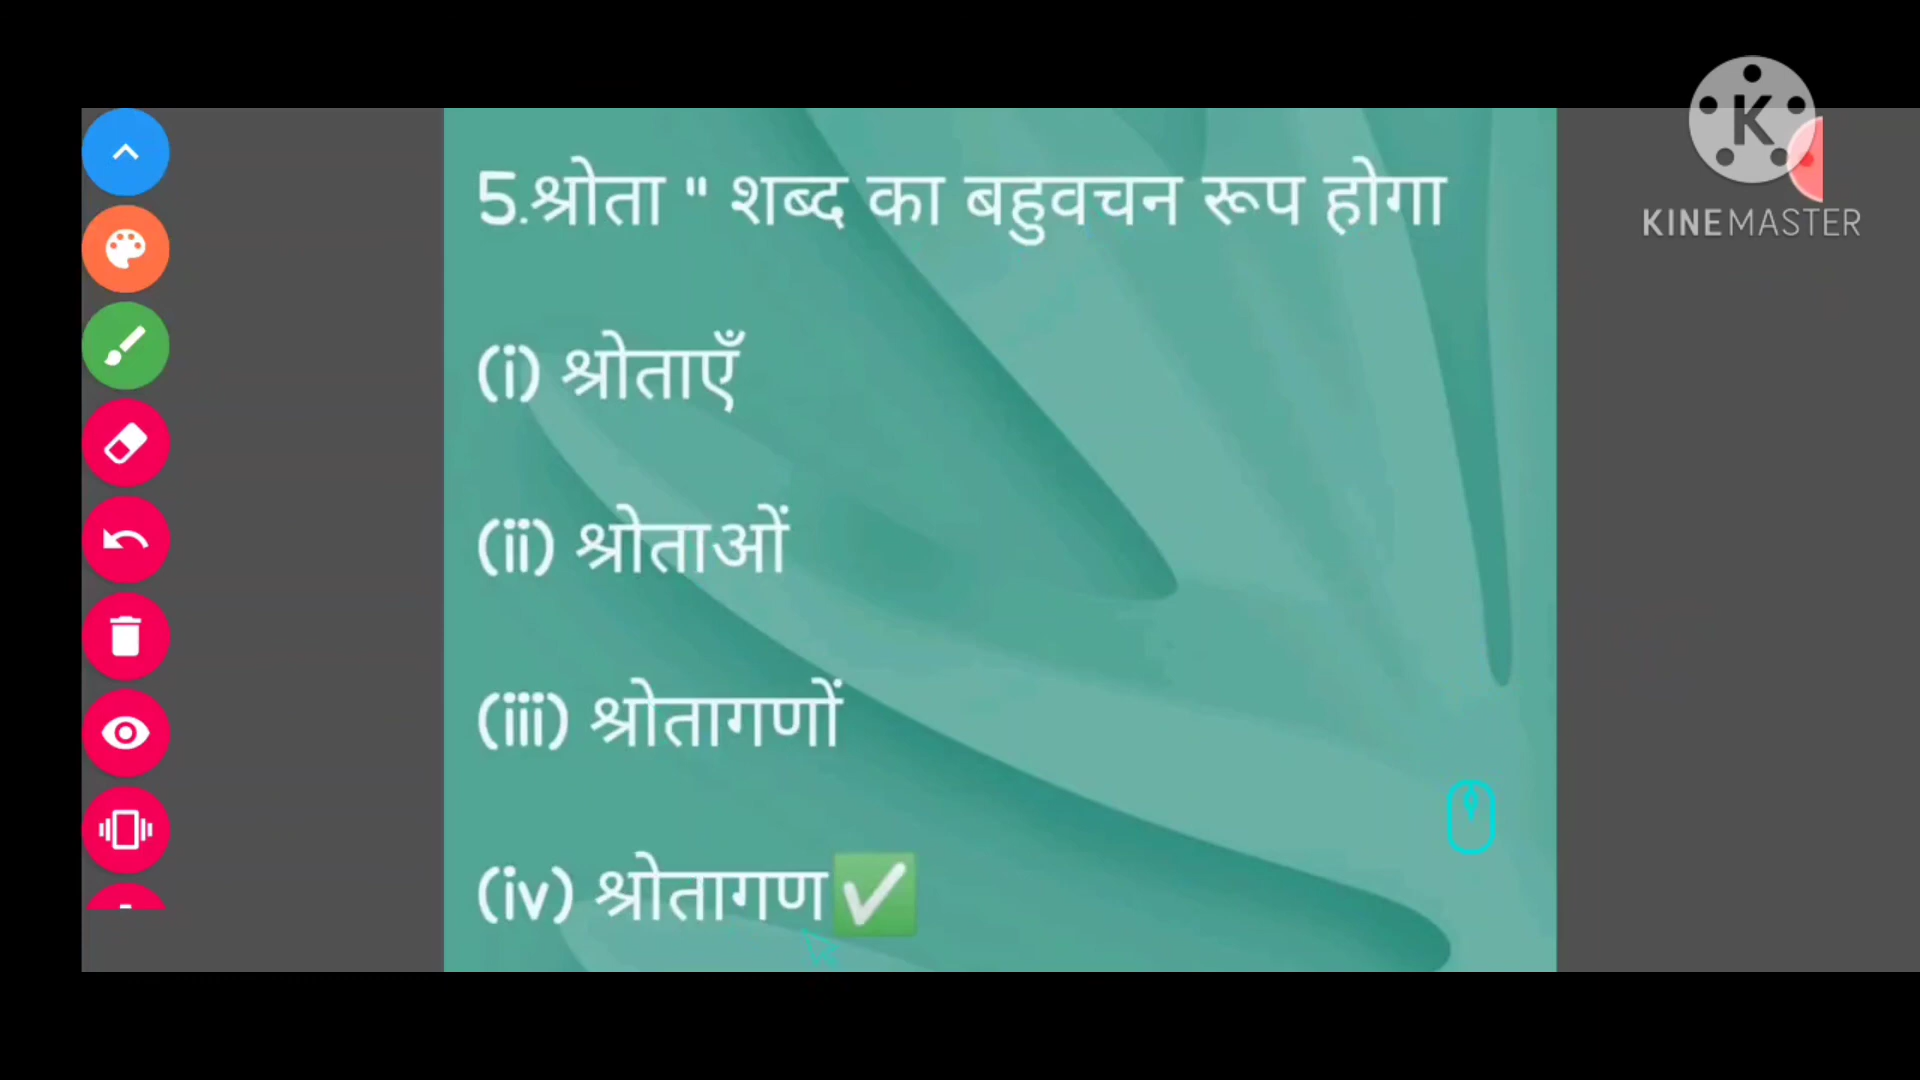 5.श्रोता " शब्द का बहुवचन रूप होगा
(i) श्रोताएँ
(ii) श्रोताओं
(iii) श्रोतागणों
(iv) श्रोतागण✅
K
KINEMASTER